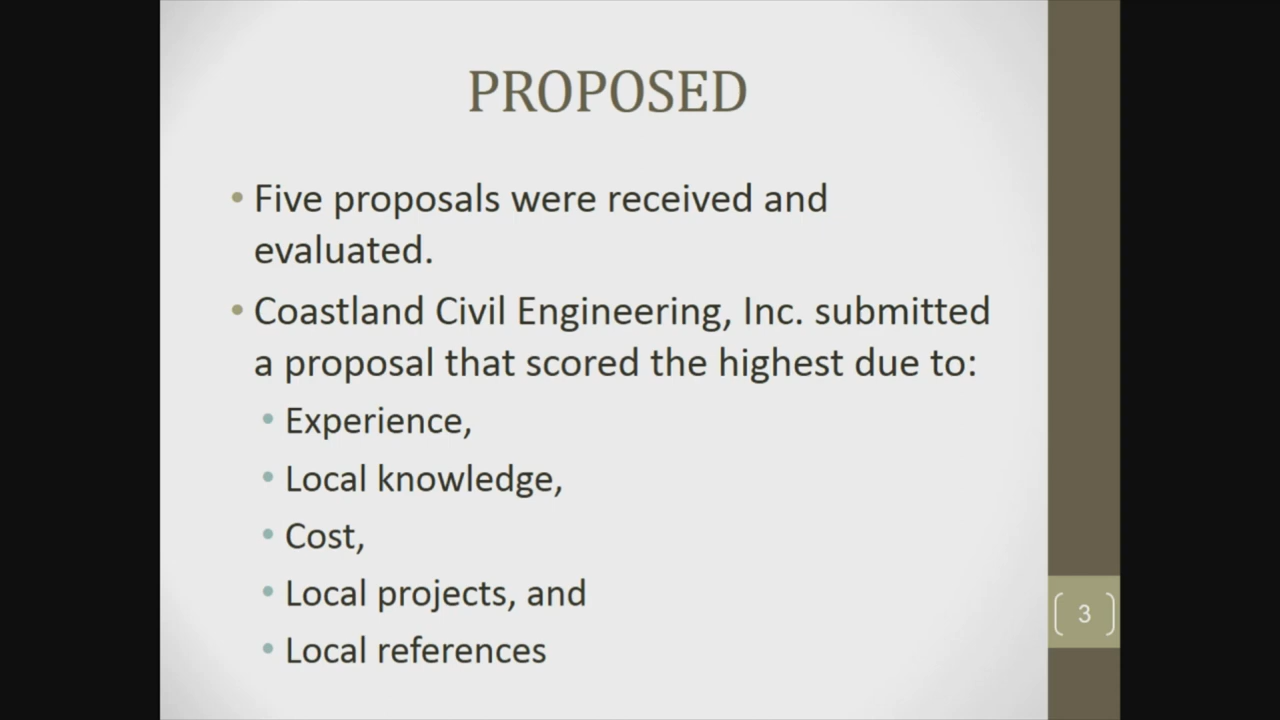 PROPOSED
• Five proposals were received and
evaluated.
• Coastland Civil Engineering, Inc. submitted
a proposal that scored the highest due to:
• Experience,
• Local knowledge,
• Cost,
• Local projects, and
• Local references
3